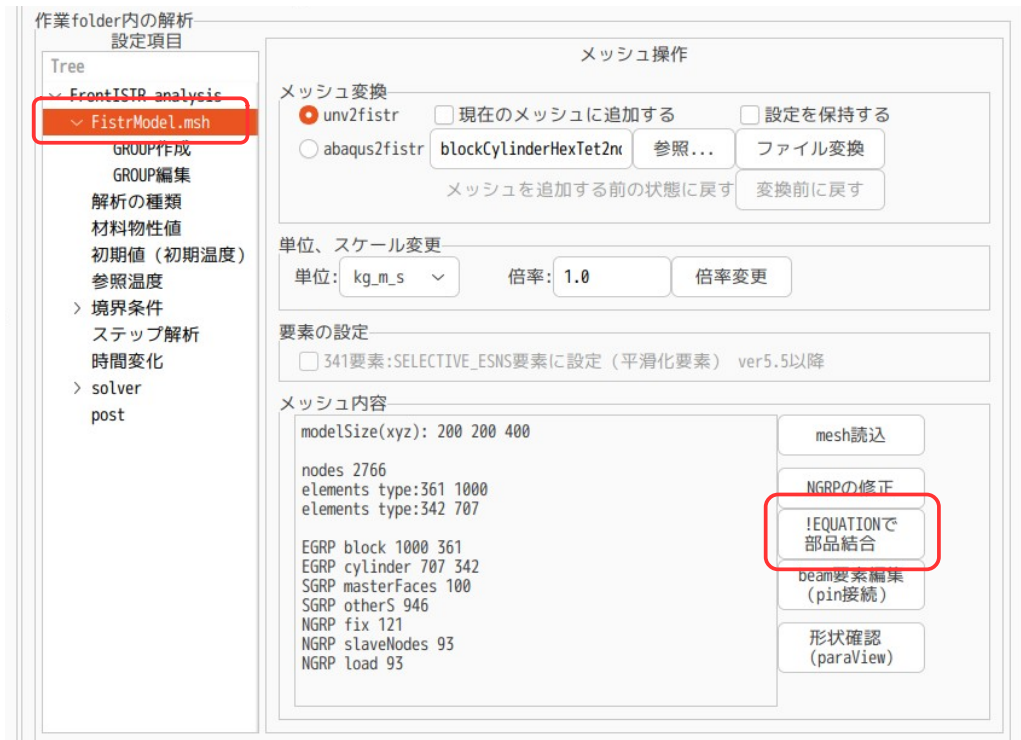 作業folder内の解析
設定項目
Tree
FrontISTR analysis
FistrModel.msh
GROUP作成
GROUP編集
解析の種類
材料物性値
初期値（初期温度）
参照温度
境界条件
ステップ解析
時間変化
solver
post
メッシュ操作
メッシュ変換
unv2fistr 現在のメッシュに追加する 設定を保持する
abaqus2fistr blockCylinderHexTet2nd 参照... ファイル変換
メッシュを追加する前の状態に戻す 変換前に戻す
単位、スケール変更
単位: kg_m_s 倍率: 1.0 倍率変更
要素の設定
341要素:SELECTIVE_ESNS要素に設定（平滑化要素） ver5.5以降
メッシュ内容
modelSize(xyz): 200 200 400
nodes 2766
elements type:361 1000
elements type:342 707
EGRP block 1000 361
EGRP cylinder 707 342
SGRP masterFaces 100
SGRP otherS 946
NGRP fix 121
NGRP slaveNodes 93
NGRP load 93
mesh読込
NGRPの修正
!EQUATIONで
部品結合
beam要素編集
(pin接続)
形状確認
(paraView)